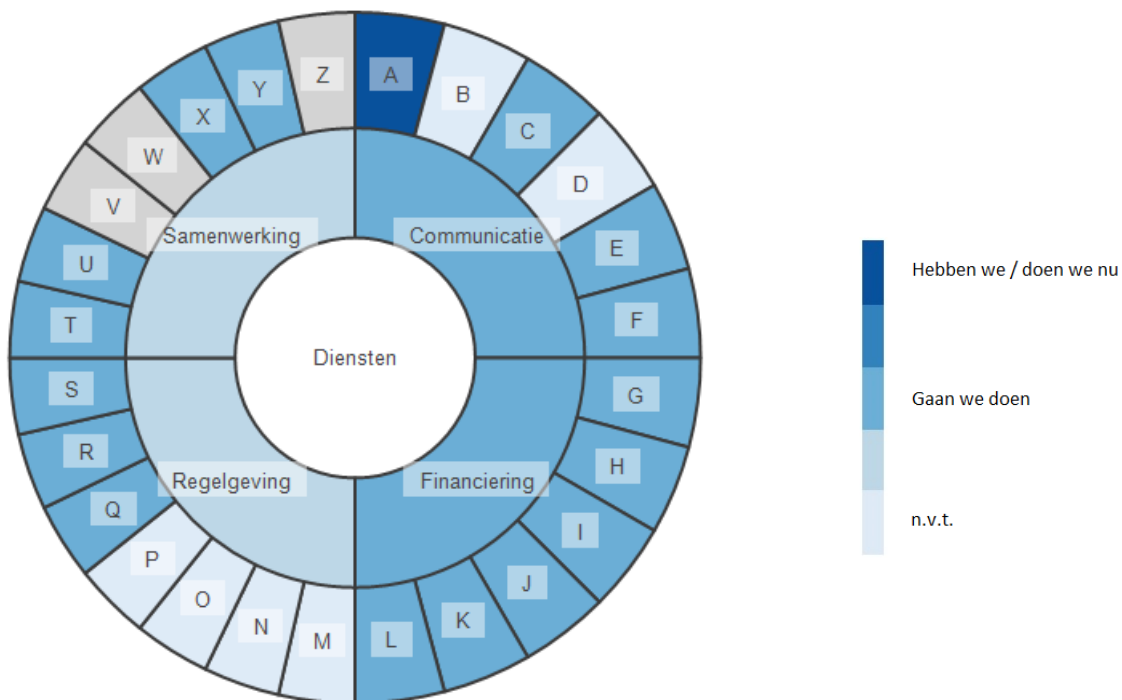 Z
A
Y
B
X
C
W
D
V
Samenwerking
Communicatie
E
U
Hebben we / doen we nu
T
F
Diensten
S
G
Gaan we doen
R
H
Regelgeving
Financiering
Q
I
n.v.t.
P
J
O
K
N
M
L